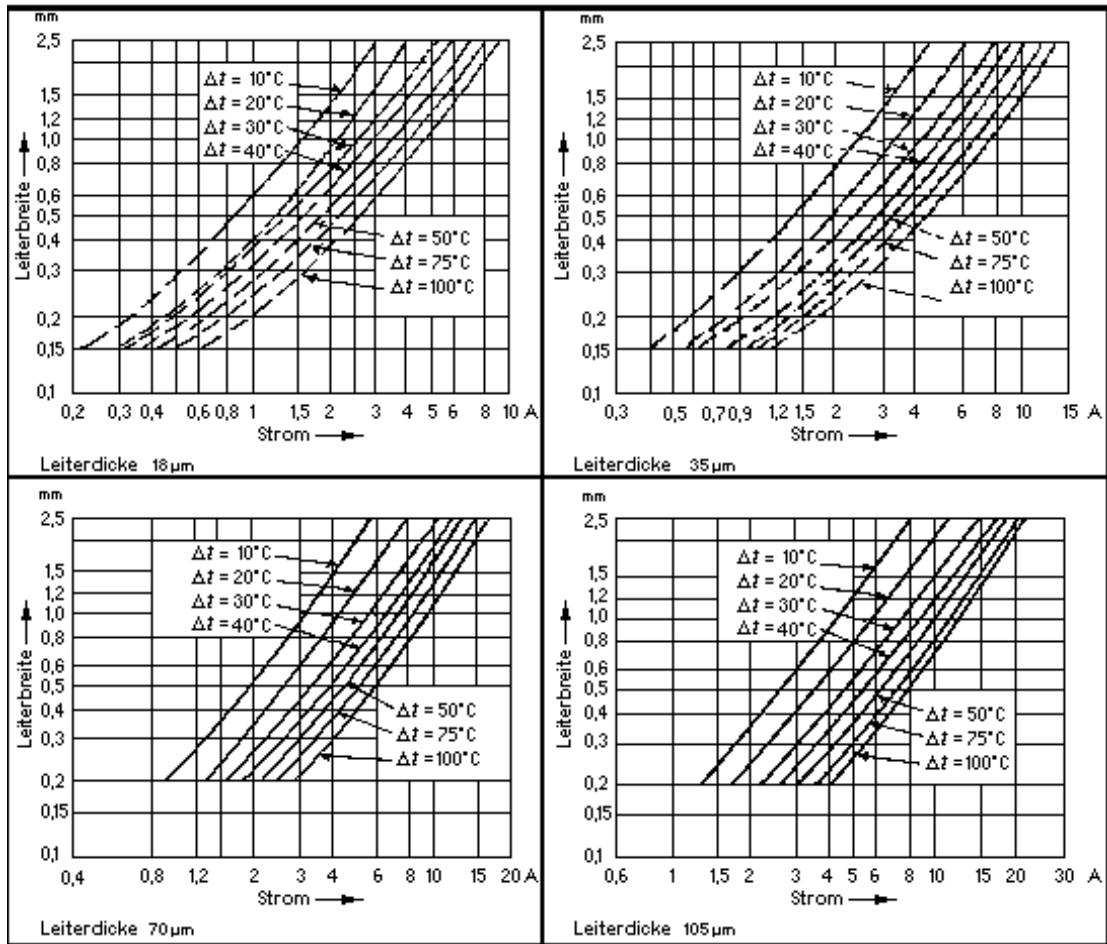 mm
2,5
Δt = 10°C
1,5
Δt = 20°C
1,2
Δt = 30°C
1,0
Δt = 40°C
0,8
0,6
0,5
0,4
Δt = 50°C
0,3
Δt = 75°C
Δt = 100°C
0,2
0,15
0,1
Leiterbreite
0,2 0,3 0,4 0,6 0,8 1 1,5 2 3 4 6 8 10 A
Strom
Leiterdicke 18 µm
mm
2,5
Δt = 10°C
1,5
Δt = 20°C
1,2
Δt = 30°C
1,0
Δt = 40°C
0,8
0,6
0,5
0,4
Δt = 50°C
0,3
Δt = 75°C
Δt = 100°C
0,2
0,15
0,1
Leiterbreite
0,3 0,5 0,7 0,9 1,2 1,5 2 3 4 6 8 10 15 A
Strom
Leiterdicke 35 µm
mm
2,5
Δt = 10°C
1,5
Δt = 20°C
1,2
Δt = 30°C
1,0
Δt = 40°C
0,8
0,6
0,5
Δt = 50°C
0,4
Δt = 75°C
0,3
Δt = 100°C
0,2
0,15
0,1
Leiterbreite
0,4 0,8 1,2 2 3 4 6 8 10 15 20 A
Strom
Leiterdicke 70 µm
mm
2,5
Δt = 10°C
1,5
Δt = 20°C
1,2
Δt = 30°C
1,0
Δt = 40°C
0,8
0,6
0,5
Δt = 50°C
0,4
Δt = 75°C
0,3
Δt = 100°C
0,2
0,15
0,1
Leiterbreite
0,6 1 1,5 2 3 4 5 6 8 10 15 20 30 A
Strom
Leiterdicke 105 µm